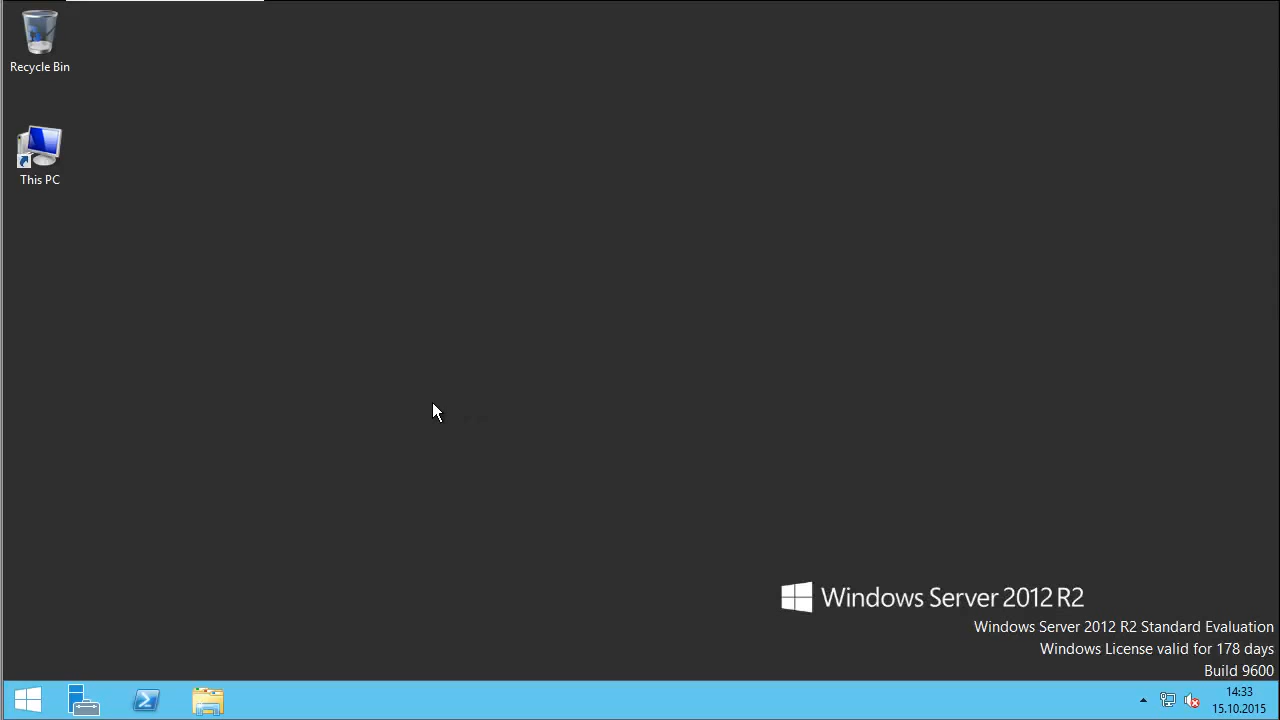 Recycle Bin
This PC
Windows Server 2012 R2
Windows Server 2012 R2 Standard Evaluation
Windows License valid for 178 days
Build 9600
14:33
15.10.2015